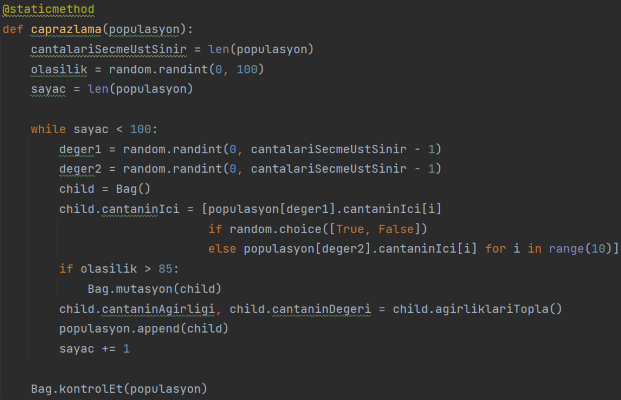 @staticmethod
def caprazlama(populasyon):
    cantalariSecmeUstSinir = len(populasyon)
    olasilik = random.randint(0, 100)
    sayac = len(populasyon)

    while sayac < 100:
        deger1 = random.randint(0, cantalariSecmeUstSinir - 1)
        deger2 = random.randint(0, cantalariSecmeUstSinir - 1)
        child = Bag()
        child.cantaninIci = [populasyon[deger1].cantaninIci[i]
                             if random.choice([True, False])
                             else populasyon[deger2].cantaninIci[i] for i in range(10)]
        if olasilik > 85:
            Bag.mutasyon(child)
        child.cantaninAgirligi, child.cantaninDegeri = child.agirliklariTopla()
        populasyon.append(child)
        sayac += 1

    Bag.kontrolEt(populasyon)